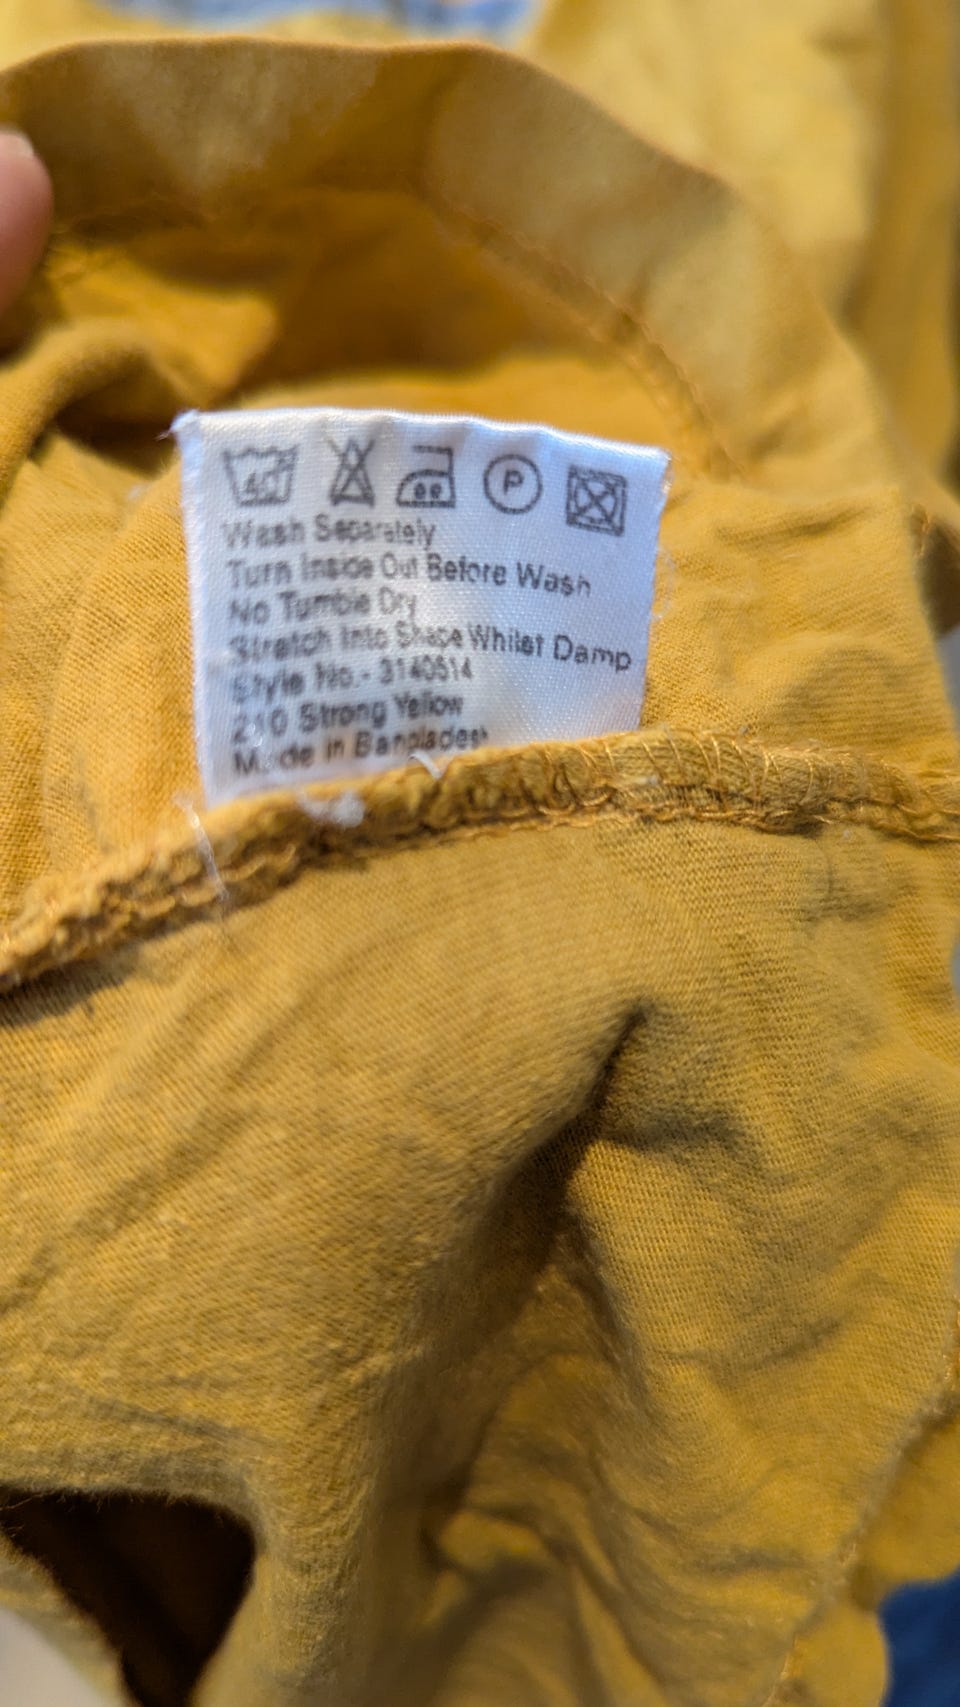 40 P
Wash Separately
Turn Inside Out Before Wash
No Tumble Dry
Stretch Into Shape Whilst Damp
Style No.- 3140514
210 Strong Yellow
Made in Bangladesh